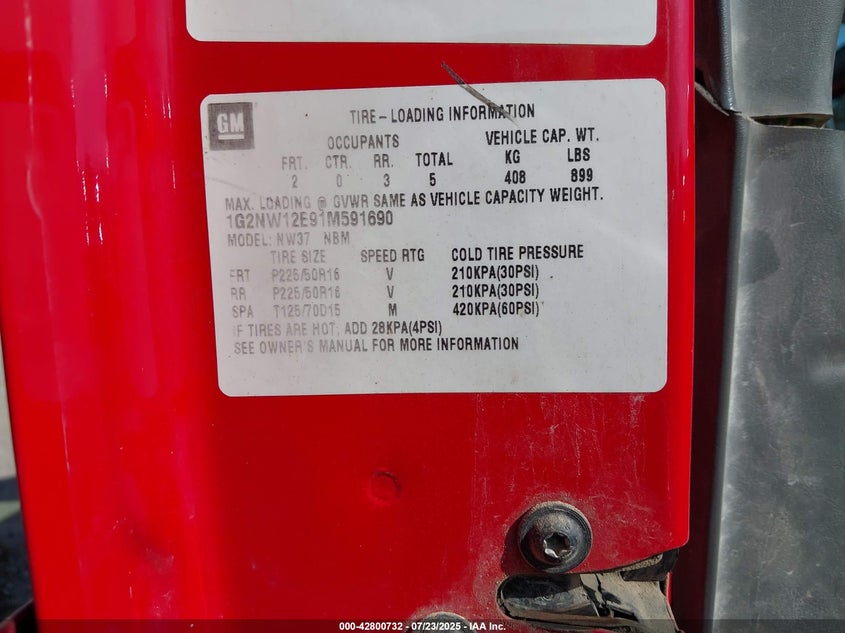 GM
TIRE-LOADING INFORMATION
OCCUPANTS VEHICLE CAP. WT.
FRT. CTR. RR. TOTAL KG LBS
2 0 3 5 408 899
MAX. LOADING @ GVWR SAME AS VEHICLE CAPACITY WEIGHT.
1G2NW12E91M591690
MODEL: NW37 NBM
TIRE SIZE SPEED RTG COLD TIRE PRESSURE
FRT P225/50R16 V 210KPA(30PSI)
RR P225/50R16 V 210KPA(30PSI)
SPA T125/70D15 M 420KPA(60PSI)
IF TIRES ARE HOT, ADD 28KPA(4PSI)
SEE OWNER'S MANUAL FOR MORE INFORMATION
000-42800732 - 07/23/2025 - IAA Inc.